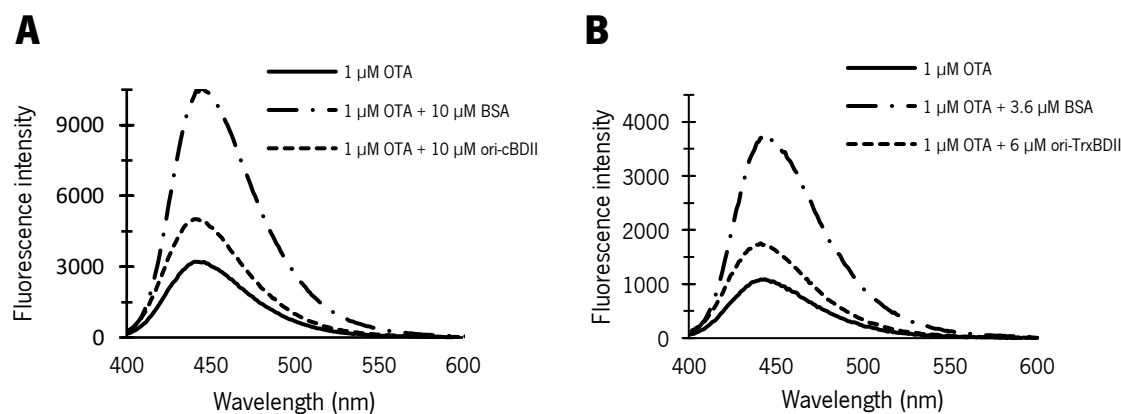 A
1 µM OTA
1 µM OTA + 10 µM BSA
1 µM OTA + 10 µM ori-cBDII
Fluorescence intensity
9000
6000
3000
0
400 450 500 550 600
Wavelength (nm)
B
1 µM OTA
1 µM OTA + 3.6 µM BSA
1 µM OTA + 6 µM ori-TrxBDII
Fluorescence intensity
4000
3000
2000
1000
0
400 450 500 550 600
Wavelength (nm)